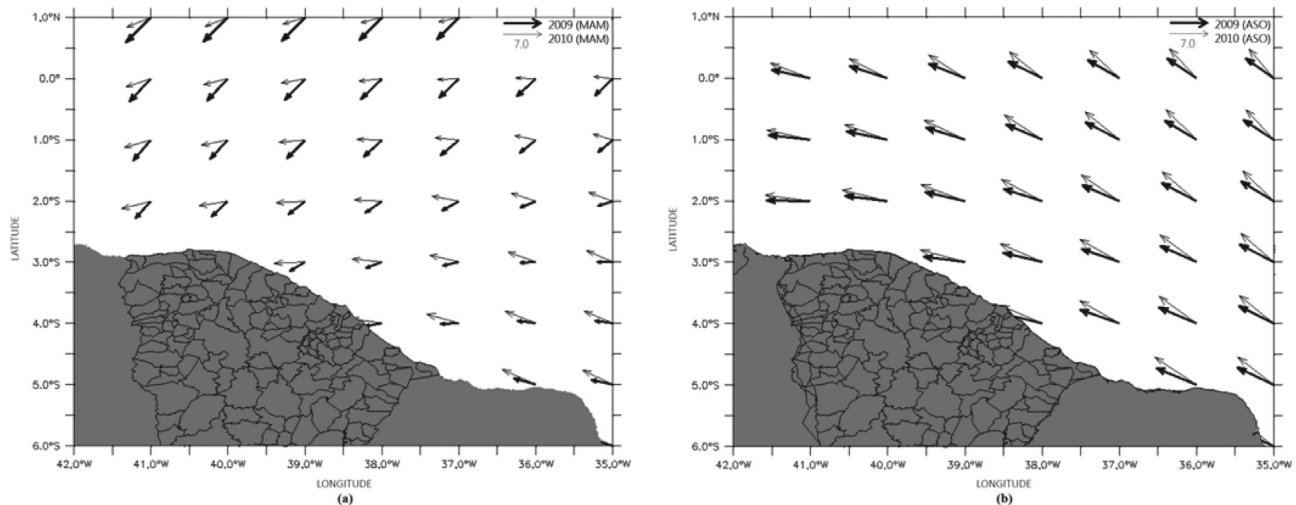 1.0°N
0.0°
1.0°S
2.0°S
3.0°S
4.0°S
5.0°S
6.0°S
LATITUDE
42.0°W 41.0°W 40.0°W 39.0°W 38.0°W 37.0°W 36.0°W 35.0°W
LONGITUDE
2009 (MAM)
2010 (MAM)
7.0
(a)
1.0°N
0.0°
1.0°S
2.0°S
3.0°S
4.0°S
5.0°S
6.0°S
LATITUDE
42.0°W 41.0°W 40.0°W 39.0°W 38.0°W 37.0°W 36.0°W 35.0°W
LONGITUDE
2009 (ASO)
2010 (ASO)
7.0
(b)